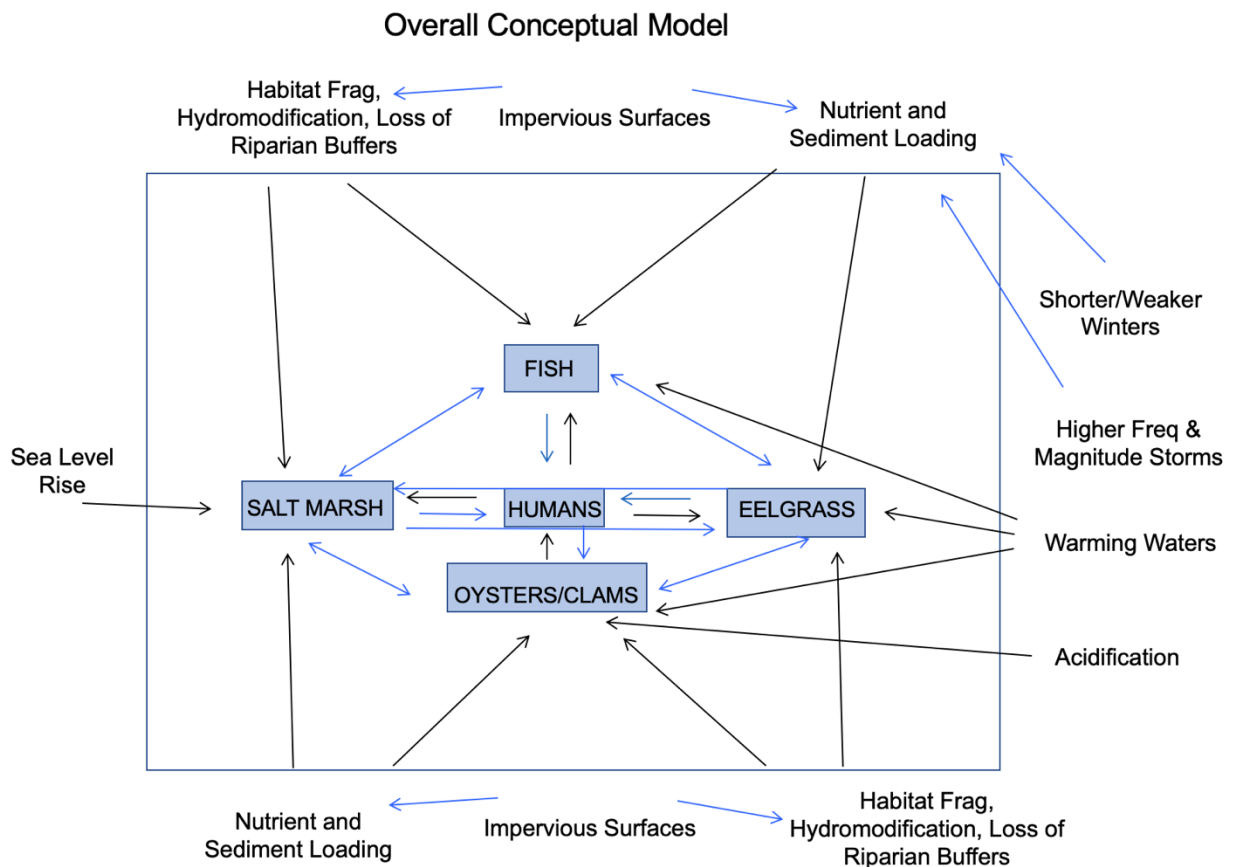 Overall Conceptual Model
Habitat Frag,
Hydromodification, Loss of
Riparian Buffers
Impervious Surfaces
Nutrient and
Sediment Loading
Shorter/Weaker
Winters
FISH
Higher Freq &
Magnitude Storms
Sea Level
Rise
SALT MARSH
HUMANS
EELGRASS
Warming Waters
OYSTERS/CLAMS
Acidification
Nutrient and
Sediment Loading
Impervious Surfaces
Habitat Frag,
Hydromodification, Loss of
Riparian Buffers